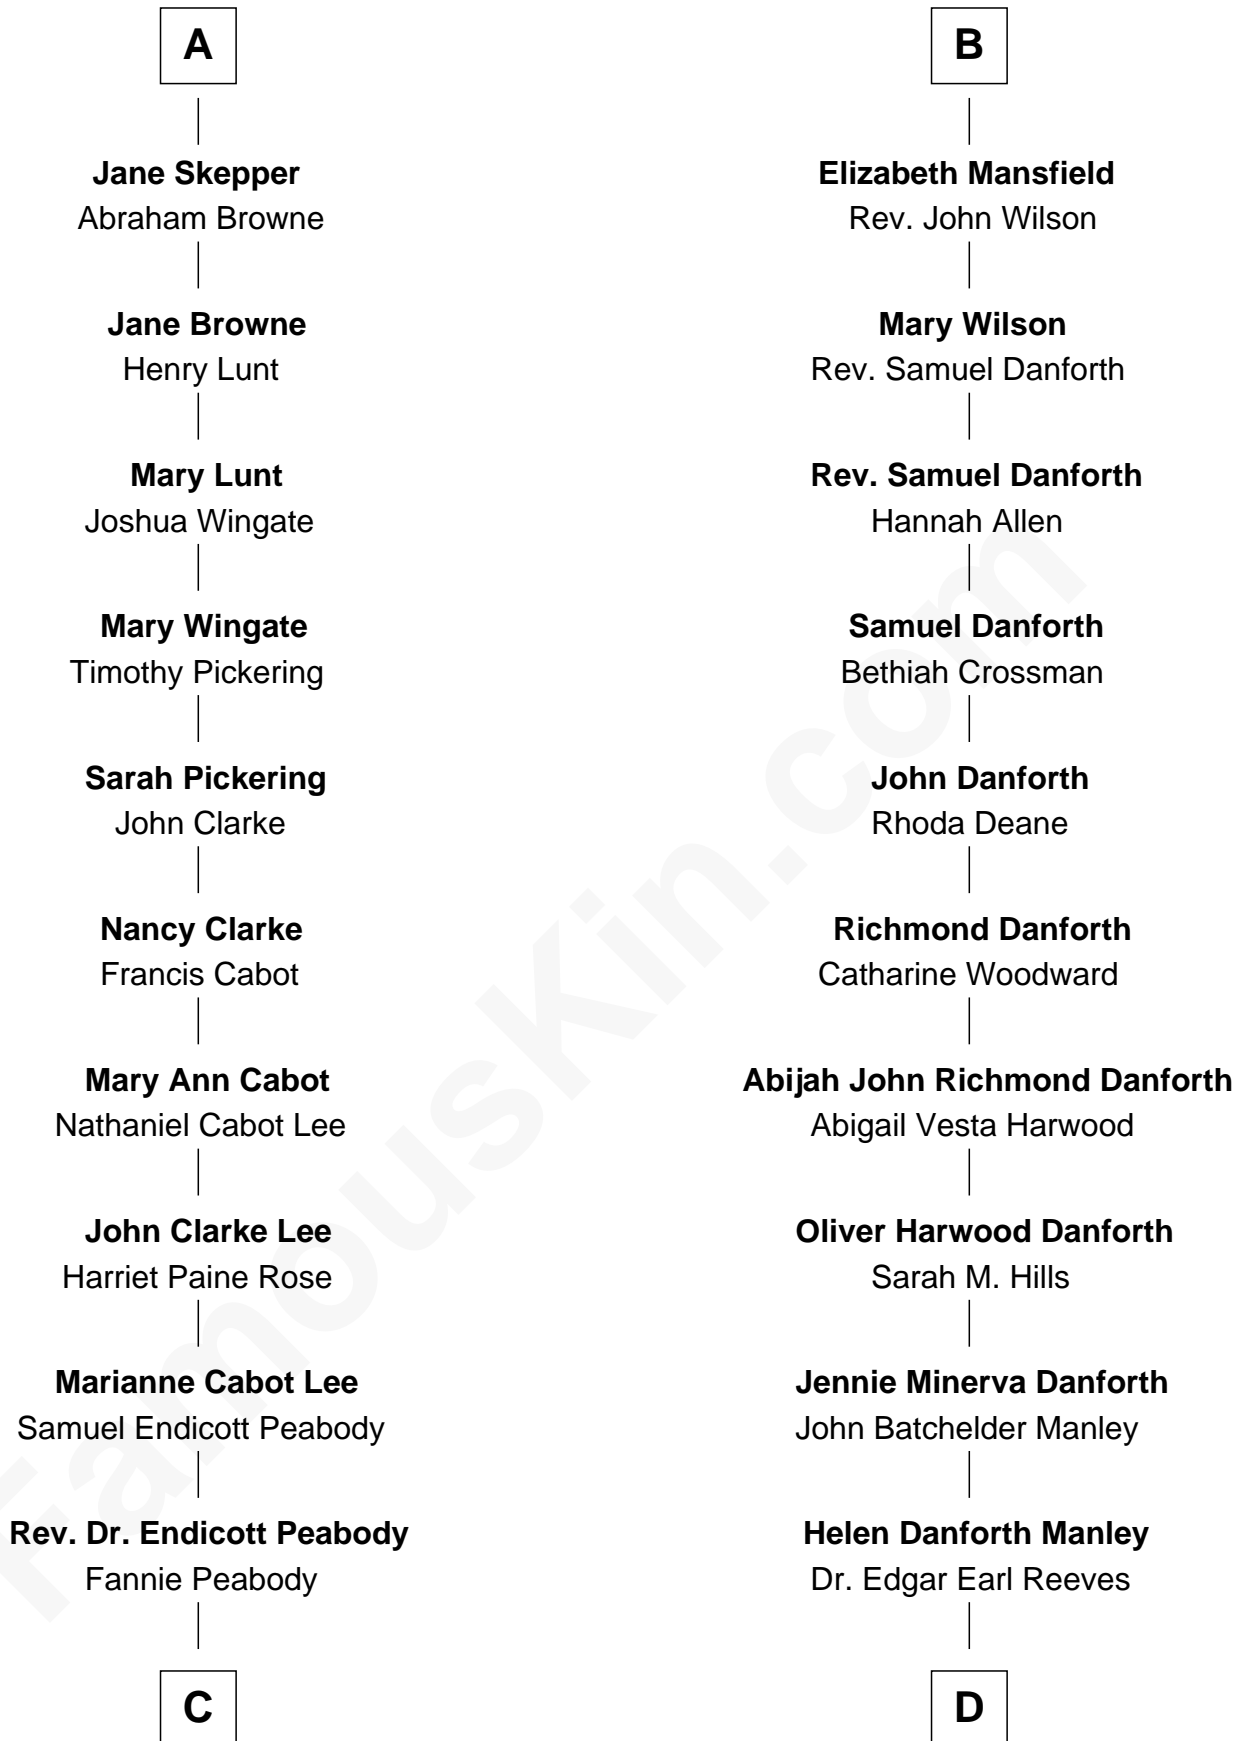 A
Jane Skepper
Abraham Browne
Jane Browne
Henry Lunt
Mary Lunt
Joshua Wingate
Mary Wingate
Timothy Pickering
Sarah Pickering
John Clarke
Nancy Clarke
Francis Cabot
Mary Ann Cabot
Nathaniel Cabot Lee
John Clarke Lee
Harriet Paine Rose
Marianne Cabot Lee
Samuel Endicott Peabody
Rev. Dr. Endicott Peabody
Fannie Peabody
C
B
Elizabeth Mansfield
Rev. John Wilson
Mary Wilson
Rev. Samuel Danforth
Rev. Samuel Danforth
Hannah Allen
Samuel Danforth
Bethiah Crossman
John Danforth
Rhoda Deane
Richmond Danforth
Catharine Woodward
Abijah John Richmond Danforth
Abigail Vesta Harwood
Oliver Harwood Danforth
Sarah M. Hills
Jennie Minerva Danforth
John Batchelder Manley
Helen Danforth Manley
Dr. Edgar Earl Reeves
D
FamousKin.com